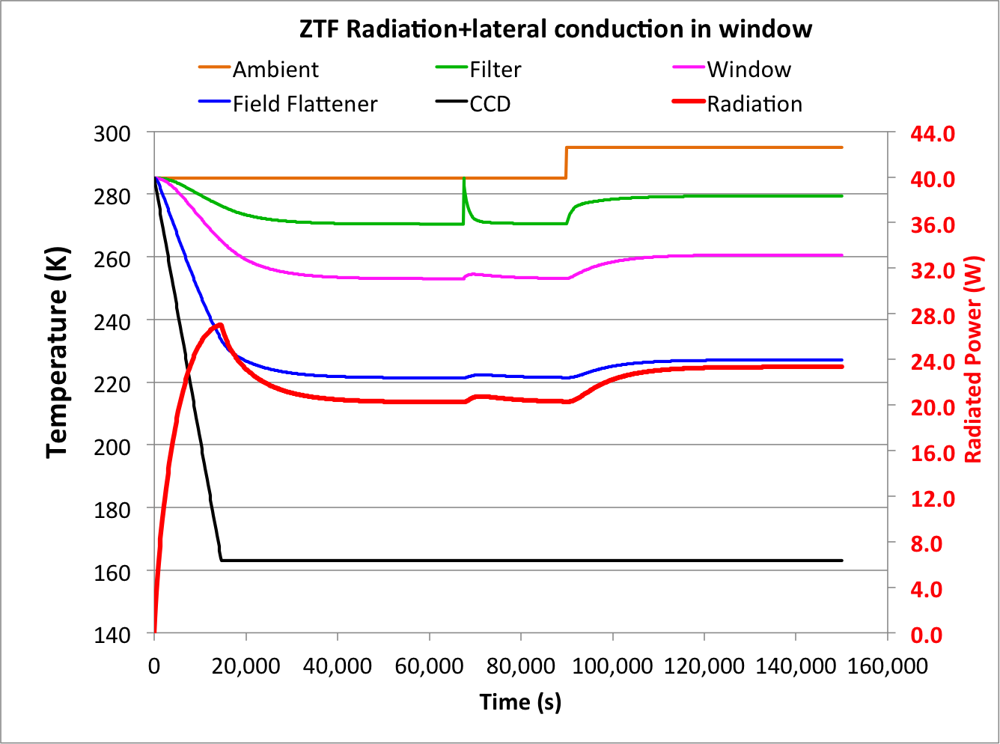 ZTF Radiation+lateral conduction in window
Ambient Filter Window
Field Flattener CCD Radiation
300 44.0
280 40.0
260 36.0
240 32.0
220 28.0
200 24.0
180 20.0
160 16.0
140 12.0
8.0
4.0
0.0
Temperature (K)
Radiated Power (W)
0 20,000 40,000 60,000 80,000 100,000 120,000 140,000 160,000
Time (s)